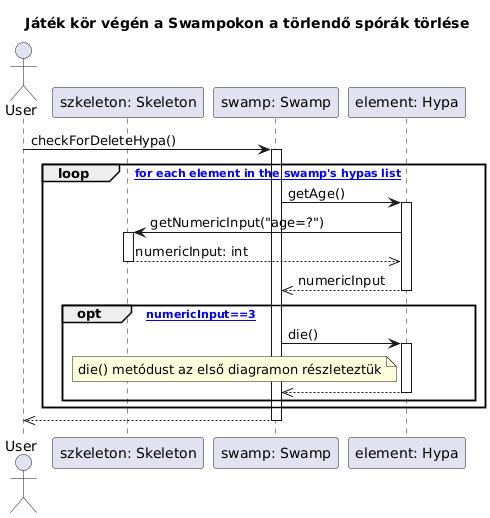 Játék kör végén a Swampokon a törlendő spórák törlése
User
szkeleton: Skeleton
swamp: Swamp
element: Hypa
checkForDeleteHypa()
loop
for each element in the swamp's hypas list
getAge()
getNumericInput("age=?")
numericInput: int
numericInput
opt
numericInput==3
die()
die() metódust az első diagramon részleteztük
User
szkeleton: Skeleton
swamp: Swamp
element: Hypa